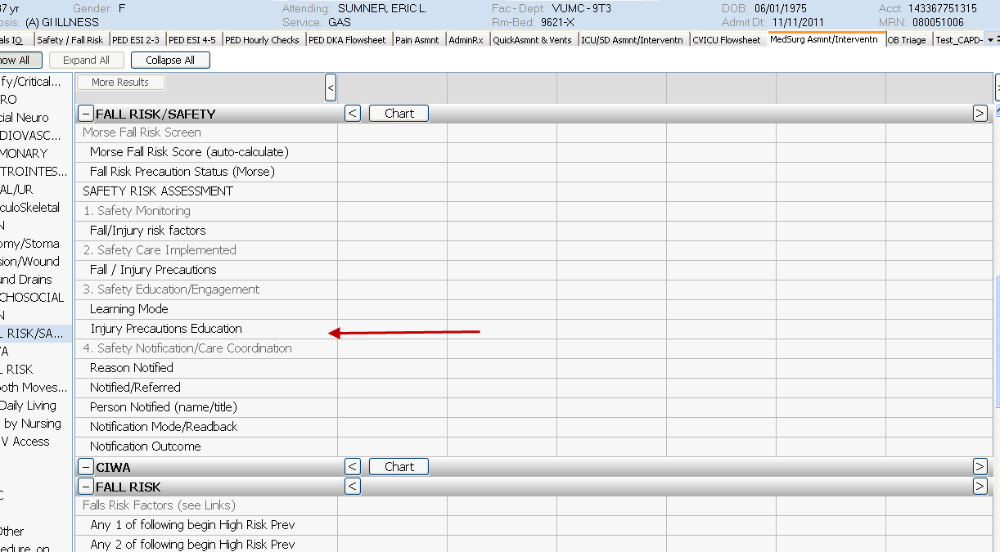 37 yr Gender: F Attending: SUMNER, ERIC L. Fac - Dept: VUMC - 9T3 DOB: 06/01/1975 Acct: 143367751315
osis: (A) GI ILLNESS Service: GAS Rm-Bed: 9621-X Admit Dt: 11/11/2011 MRN: 080051006
als IO Safety / Fall Risk PED ESI 2-3 PED ESI 4-5 PED Hourly Checks PED DKA Flowsheet Pain Asmnt AdminRx QuickAsmnt & Vents ICU/SD Asmnt/Interventn CVICU Flowsheet MedSurg Asmnt/Interventn OB Triage Test_CAPD-
how All Expand All Collapse All
fy/Critical...
RO
cial Neuro
DIOVASC...
MONARY
TROINTES...
AL/UR
culoSkeletal
N
omy/Stoma
sion/Wound
und Drains
CHOSOCIAL
N
L RISK/SA...
'A
L RISK
ooth Moves...
Daily Living
by Nursing
V Access
C
Other
edure, on
More Results <
− FALL RISK/SAFETY < Chart >
Morse Fall Risk Screen
Morse Fall Risk Score (auto-calculate)
Fall Risk Precaution Status (Morse)
SAFETY RISK ASSESSMENT
1. Safety Monitoring
Fall/Injury risk factors
2. Safety Care Implemented
Fall / Injury Precautions
3. Safety Education/Engagement
Learning Mode
Injury Precautions Education
4. Safety Notification/Care Coordination
Reason Notified
Notified/Referred
Person Notified (name/title)
Notification Mode/Readback
Notification Outcome
− CIWA < Chart >
− FALL RISK < >
Falls Risk Factors (see Links)
Any 1 of following begin High Risk Prev
Any 2 of following begin High Risk Prev